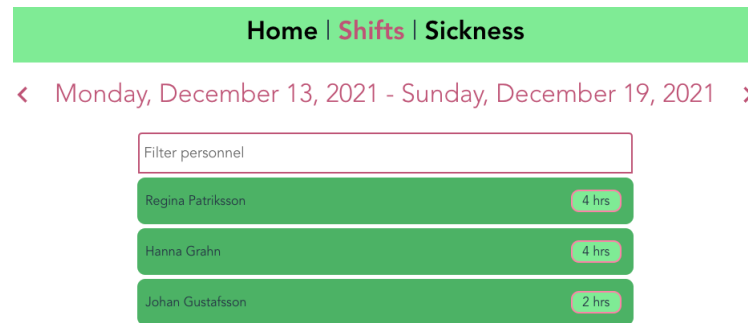 Home | Shifts | Sickness
Monday, December 13, 2021 - Sunday, December 19, 2021
Filter personnel
Regina Patriksson 4 hrs
Hanna Grahn 4 hrs
Johan Gustafsson 2 hrs